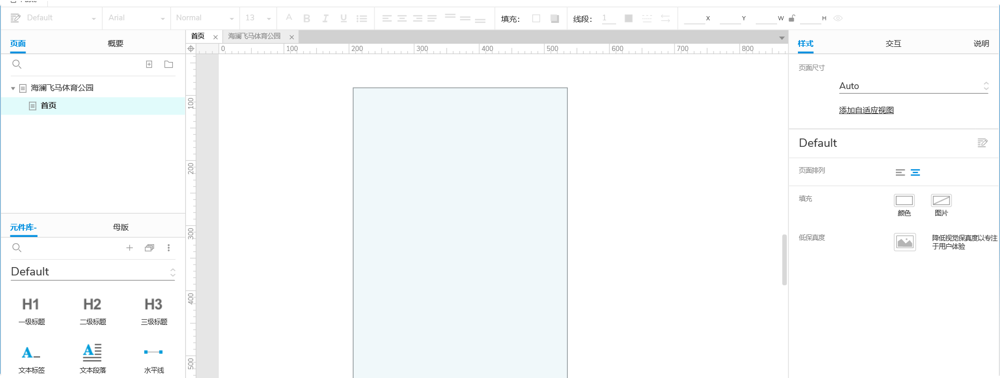 Default
Arial
Normal
13
填充：
线段：
1
X
Y
W
H
页面
概要
首页
海澜飞马体育公园
0
100
200
300
400
500
600
700
800
样式
交互
说明
海澜飞马体育公园
首页
100
200
300
400
500
元件库-
母版
Default
H1
H2
H3
一级标题
二级标题
三级标题
文本标签
文本段落
水平线
页面尺寸
Auto
添加自适应视图
Default
页面排列
填充
颜色
图片
低保真度
降低视觉保真度以专注
于用户体验